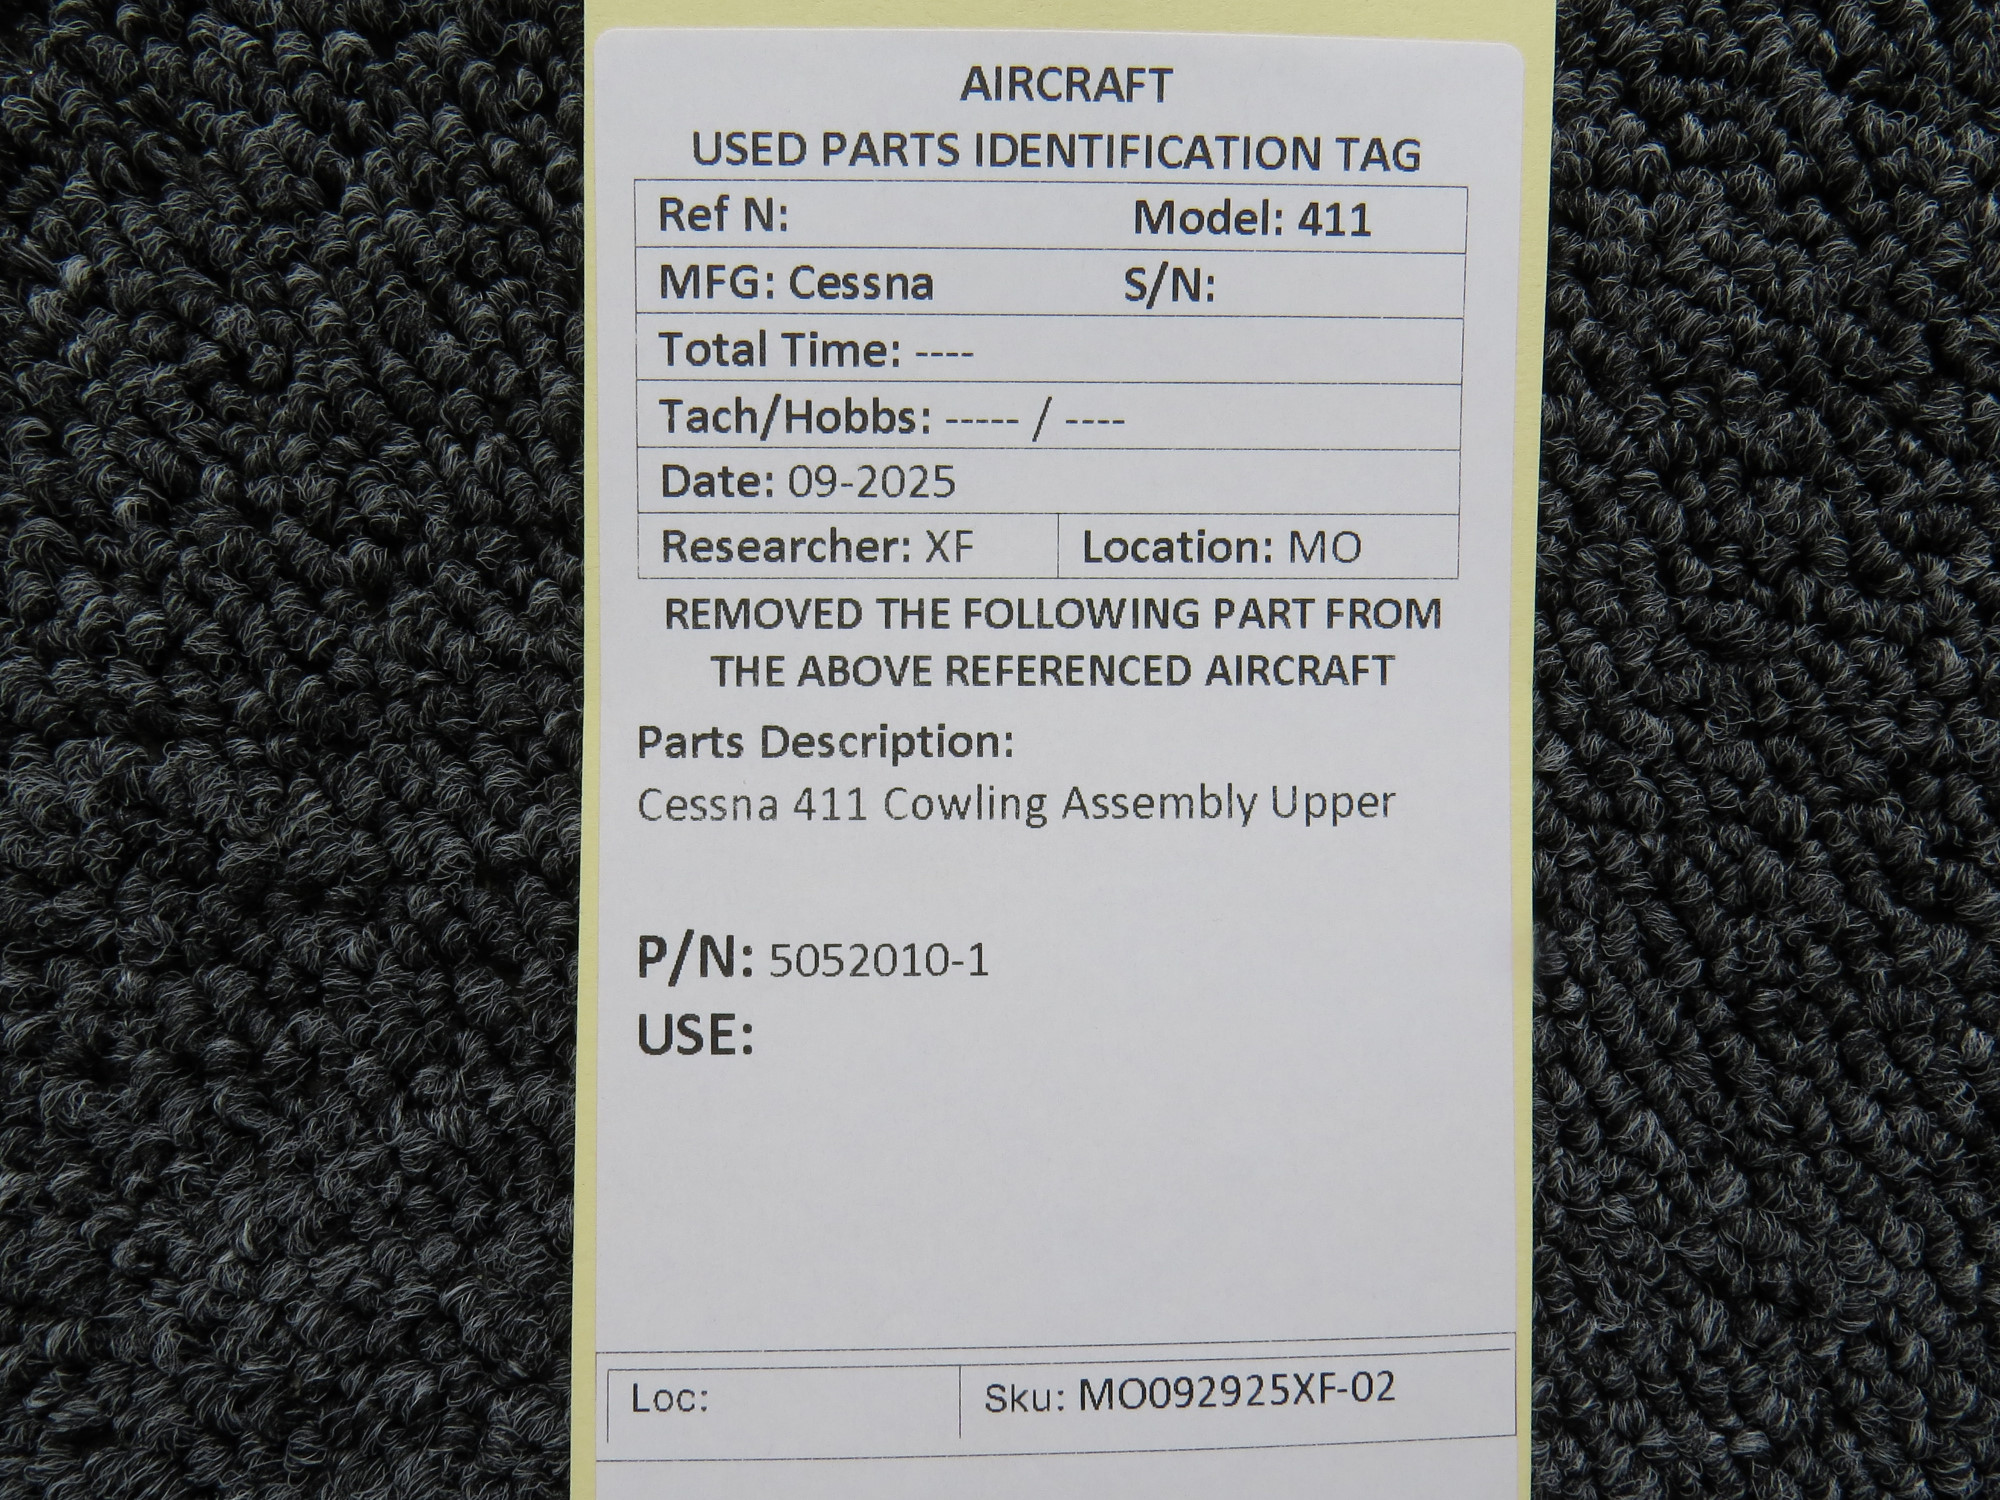 AIRCRAFT
USED PARTS IDENTIFICATION TAG
Ref N: Model: 411
MFG: Cessna S/N:
Total Time: ----
Tach/Hobbs: ----- / ----
Date: 09-2025
Researcher: XF Location: MO
REMOVED THE FOLLOWING PART FROM
THE ABOVE REFERENCED AIRCRAFT
Parts Description:
Cessna 411 Cowling Assembly Upper
P/N: 5052010-1
USE:
Loc: Sku: MO092925XF-02